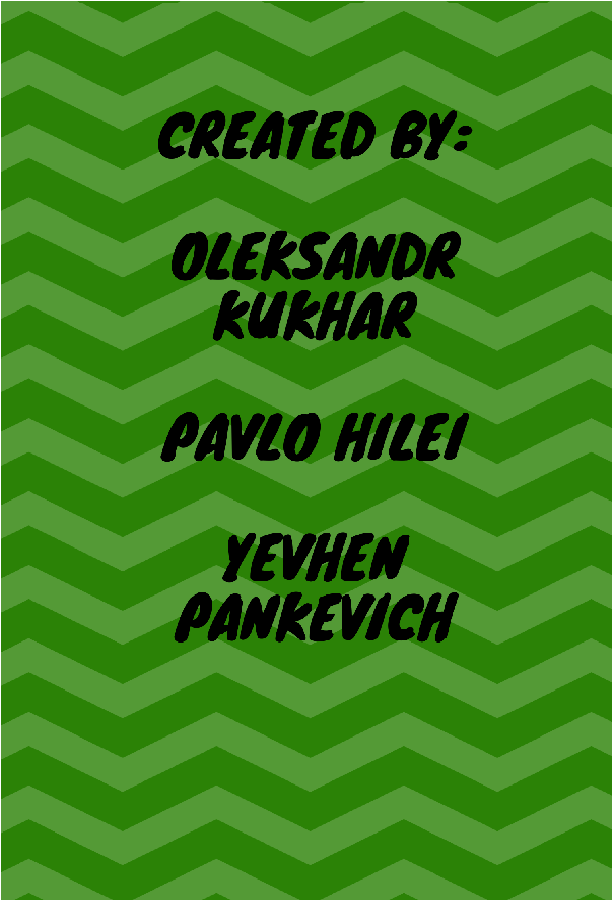 CREATED BY:
OLEKSANDR
KUKHAR
PAVLO HILEI
YEVHEN
PANKEVICH